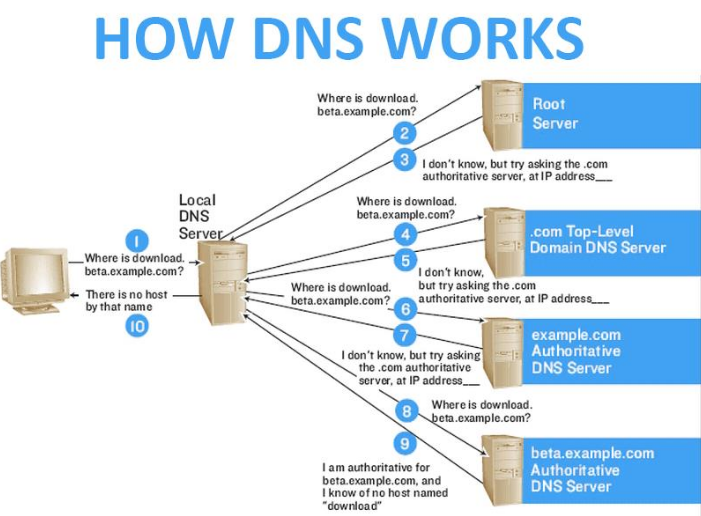 HOW DNS WORKS
Where is download.
beta.example.com?
2
3
Root
Server
I don't know, but try asking the .com
authoritative server, at IP address___
Local
DNS
Server
1
Where is download.
beta.example.com?
There is no host
by that name
10
Where is download.
beta.example.com?
4
5
.com Top-Level
Domain DNS Server
I don't know,
but try asking the .com
authoritative server, at IP address___
Where is download.
beta.example.com?
6
7
example.com
Authoritative
DNS Server
I don't know, but try asking
the .com authoritative
server, at IP address___
8
Where is download.
beta.example.com?
9
beta.example.com
Authoritative
DNS Server
I am authoritative for
beta.example.com, and
I know of no host named
"download"